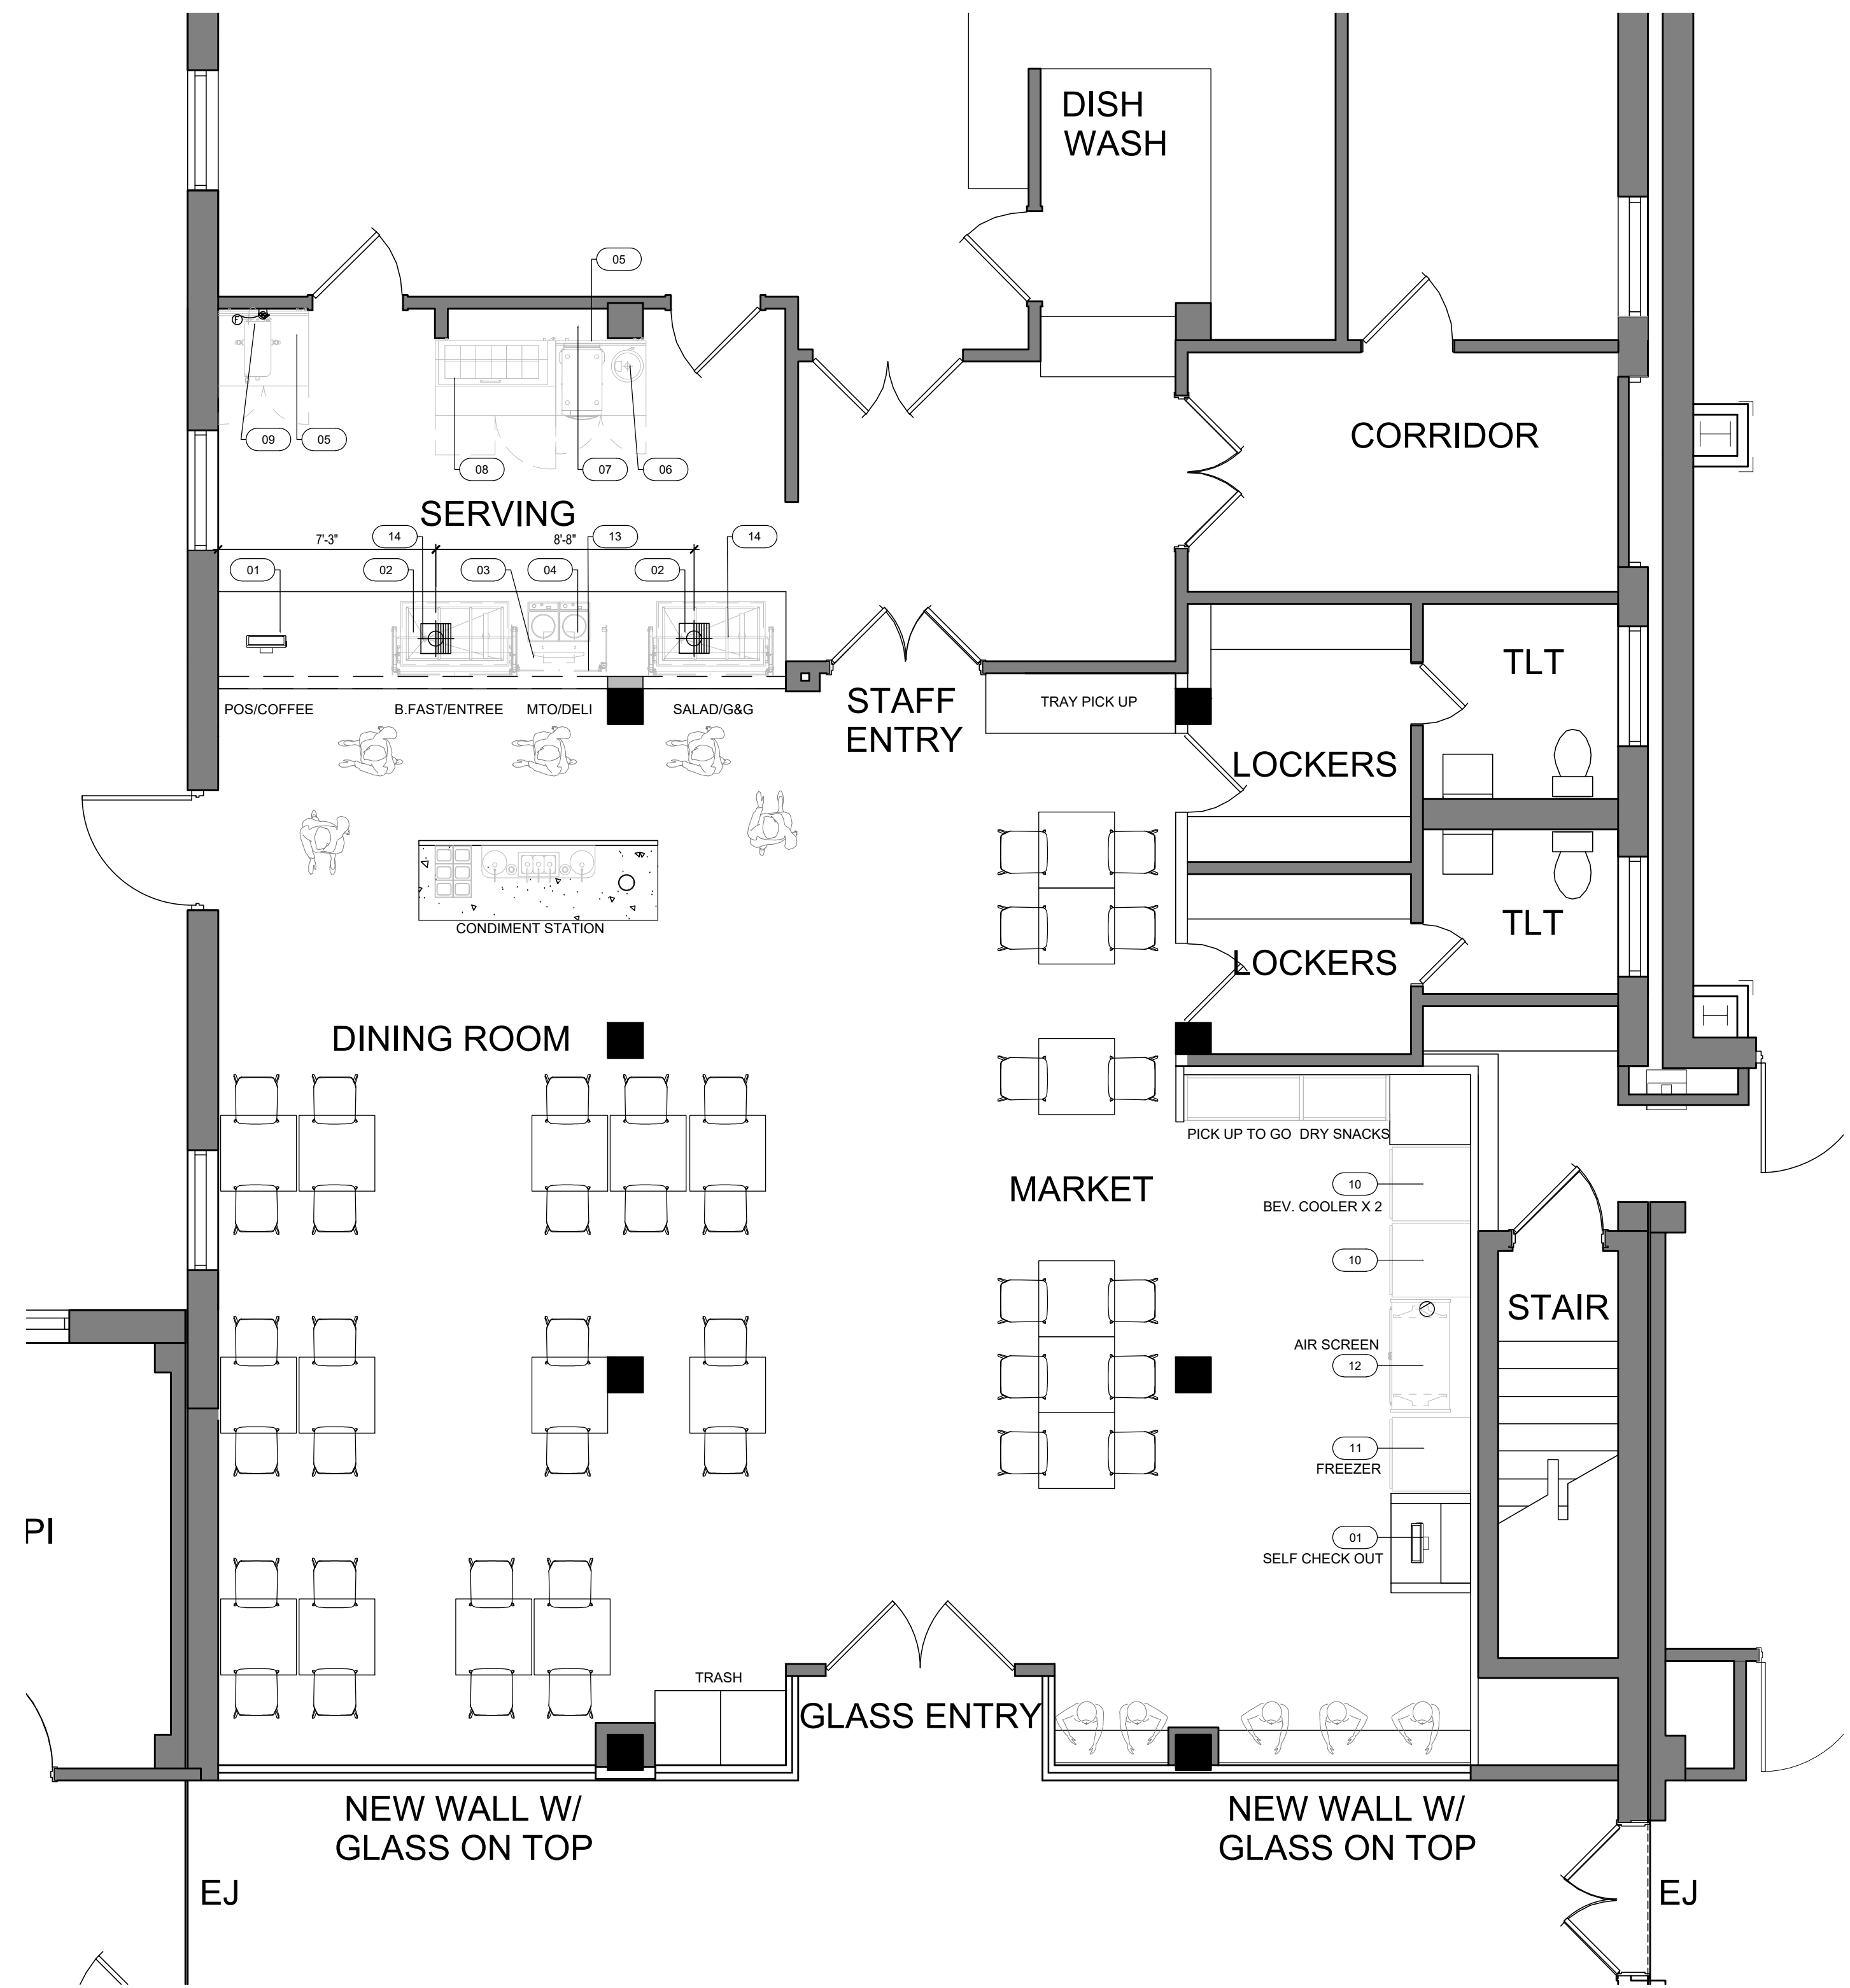 DISH
WASH
05
F
09
05
08
07
06
CORRIDOR
SERVING
7'-3"
14
8'-8"
13
14
01
02
03
04
02
TLT
POS/COFFEE
B.FAST/ENTREE
MTO/DELI
SALAD/G&G
STAFF
ENTRY
TRAY PICK UP
LOCKERS
CONDIMENT STATION
TLT
LOCKERS
DINING ROOM
PICK UP TO GO
DRY SNACKS
MARKET
10
BEV. COOLER X 2
10
STAIR
AIR SCREEN
12
11
FREEZER
PI
01
SELF CHECK OUT
TRASH
GLASS ENTRY
NEW WALL W/
GLASS ON TOP
NEW WALL W/
GLASS ON TOP
EJ
EJ